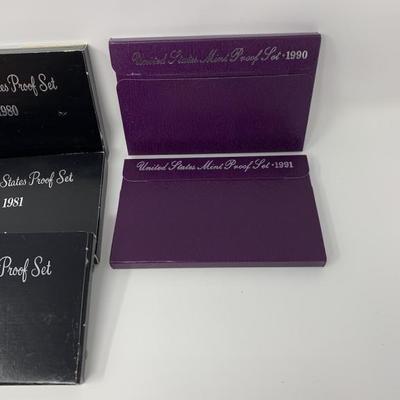 es Proof Set
1980
States Proof Set
1981
Proof Set
United States Mint Proof Set • 1990
United States Mint Proof Set • 1991